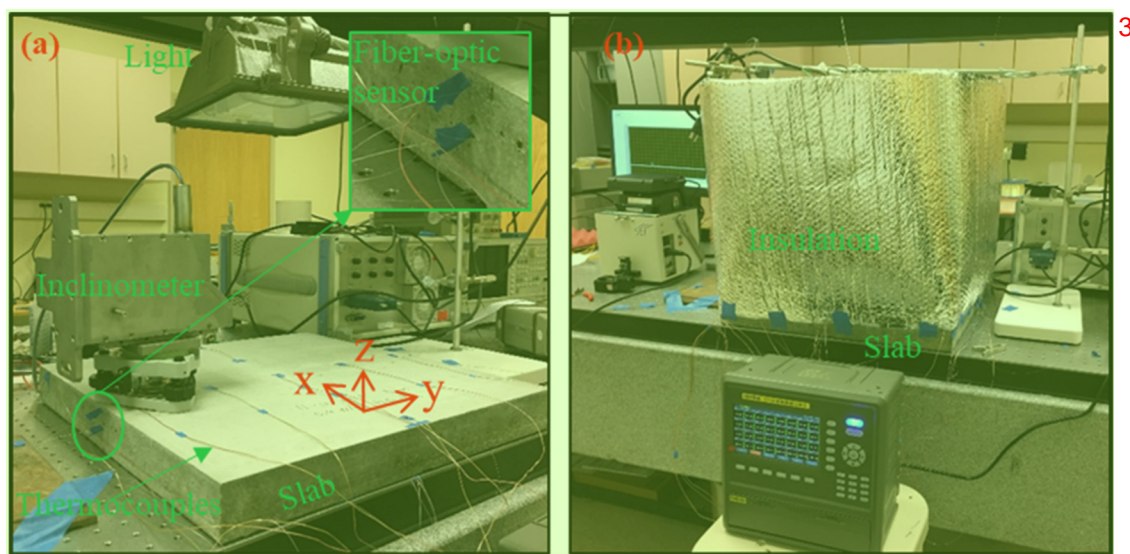 (a)
Light
Fiber-optic
sensor
Inclinometer
z
x
y
Thermocouples
Slab
(b)
Insulation
Slab
3